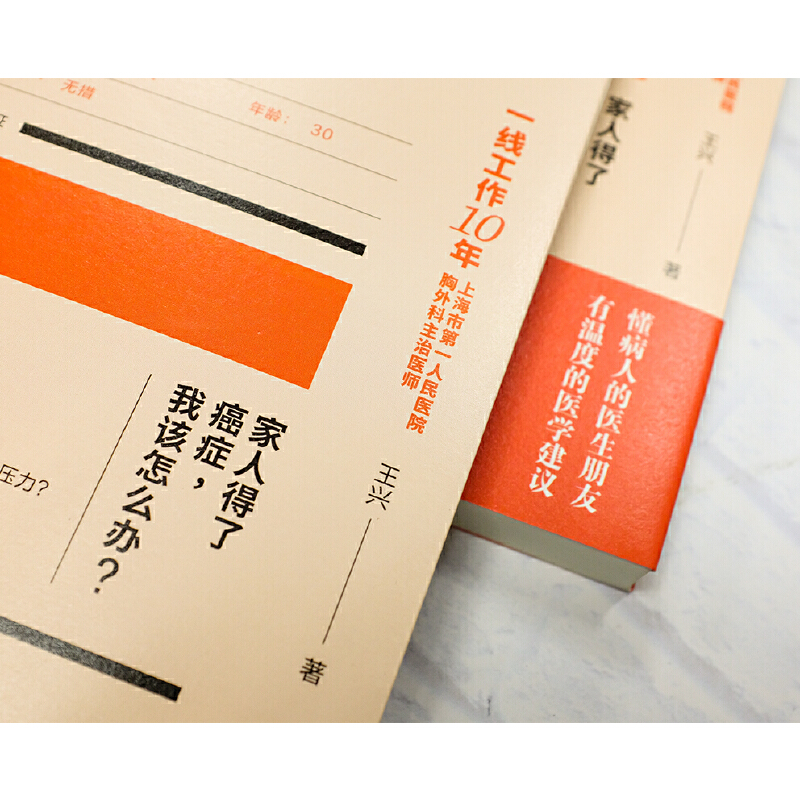 无措
年龄： 30
症
一线工作10年
上海市第一人民医院
胸外科主治医师
家人得了
癌症，
我该怎么办？
王兴
著
压力？
家人得了
王兴
著
懂病人的医生朋友
有温度的医学建议